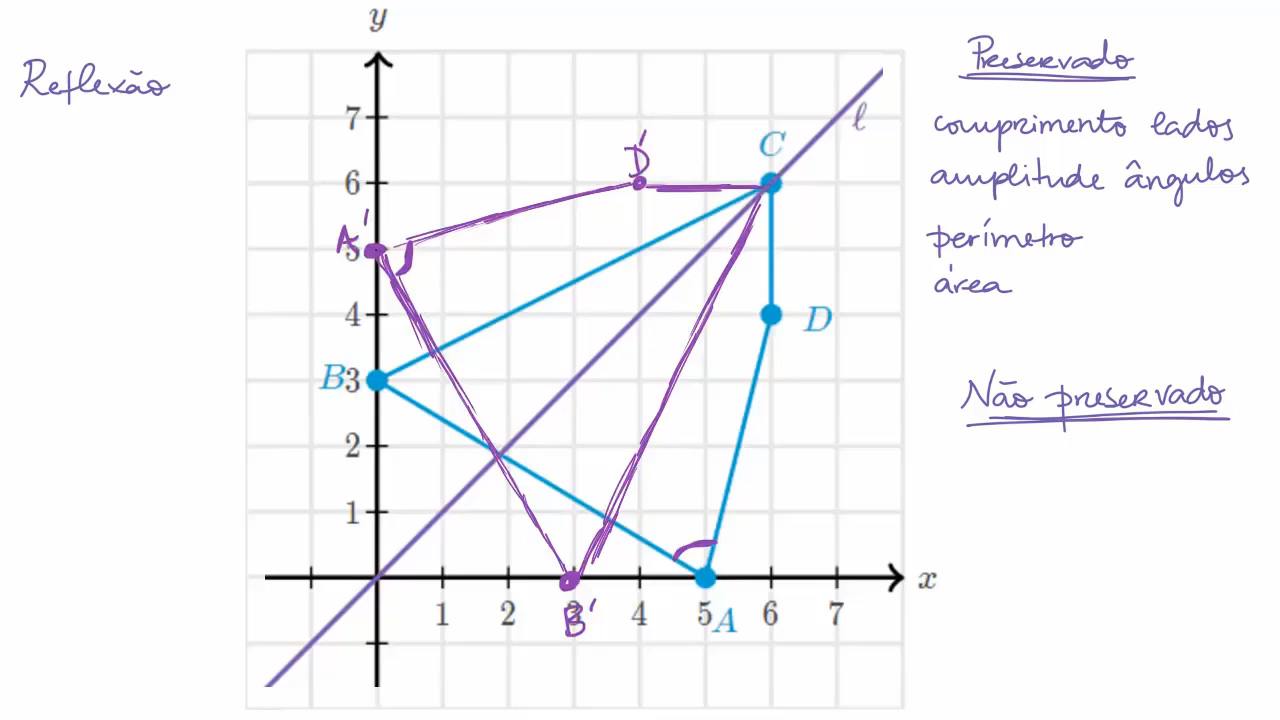 Reflexão
Preservado
comprimento lados
amplitude ângulos
perímetro
área
Não preservado
y
7
6
5
4
3
2
1
1 2 3 4 5 6 7
x
ℓ
C
D'
A'
D
B
B'
A